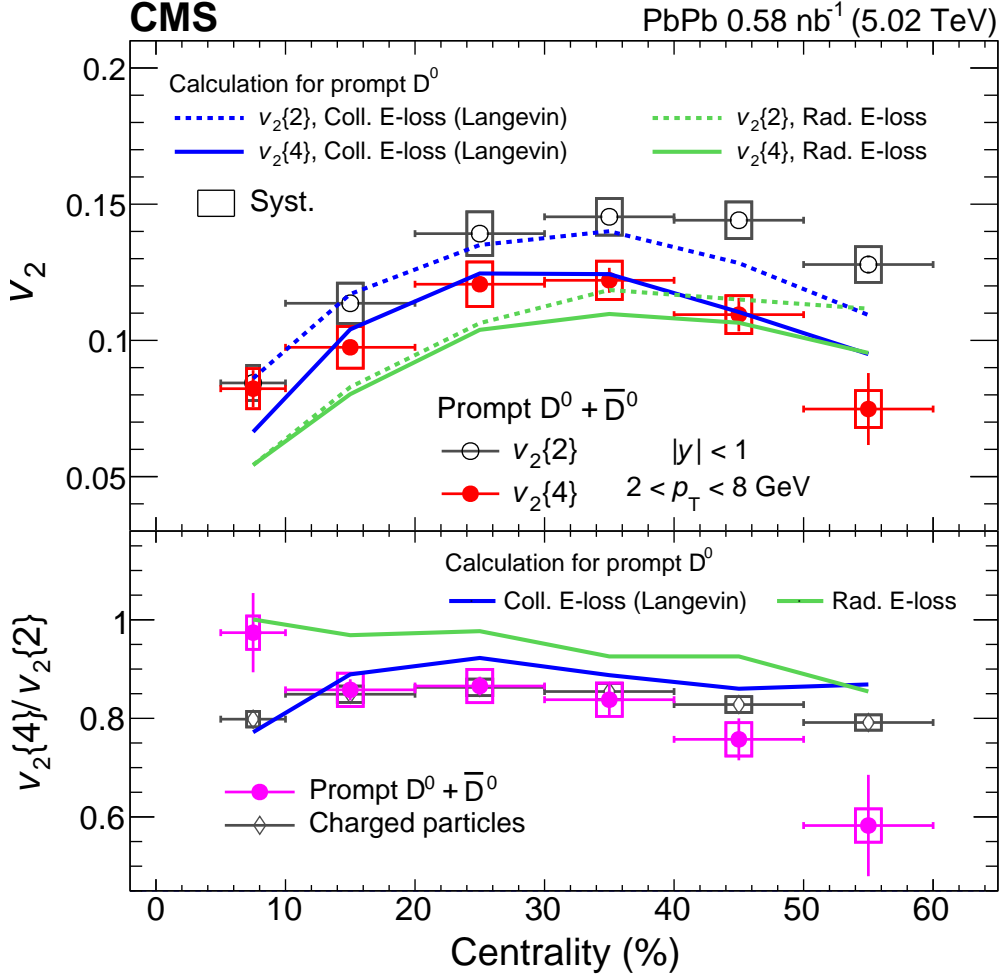 CMS PbPb 0.58 nb⁻¹ (5.02 TeV)
0.2
Calculation for prompt D⁰
v₂{2}, Coll. E-loss (Langevin) v₂{2}, Rad. E-loss
v₂{4}, Coll. E-loss (Langevin) v₂{4}, Rad. E-loss
Syst.
0.15
v₂
0.1
Prompt D⁰ + D̅⁰
v₂{2} |y| < 1
v₂{4} 2 < p_T < 8 GeV
0.05
Calculation for prompt D⁰
Coll. E-loss (Langevin) Rad. E-loss
1
v₂{4}/v₂{2}
0.8
Prompt D⁰ + D̅⁰
Charged particles
0.6
0 10 20 30 40 50 60
Centrality (%)